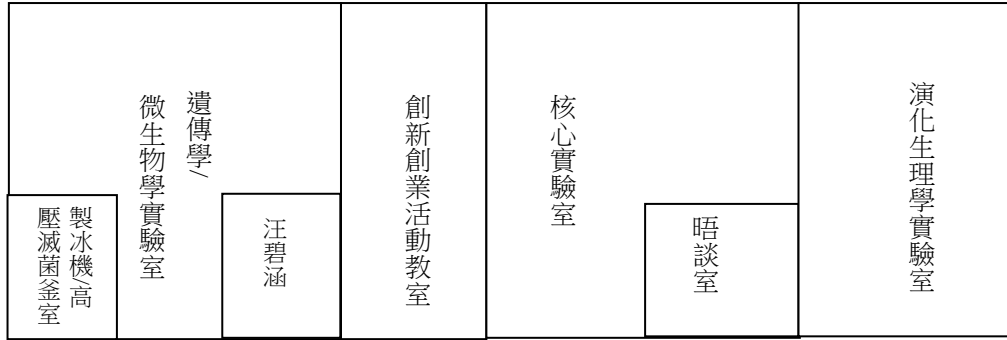 遺傳學/
微生物學實驗室
製冰機/高
壓滅菌釜室
汪碧涵
創新創業活動教室
核心實驗室
晤談室
演化生理學實驗室